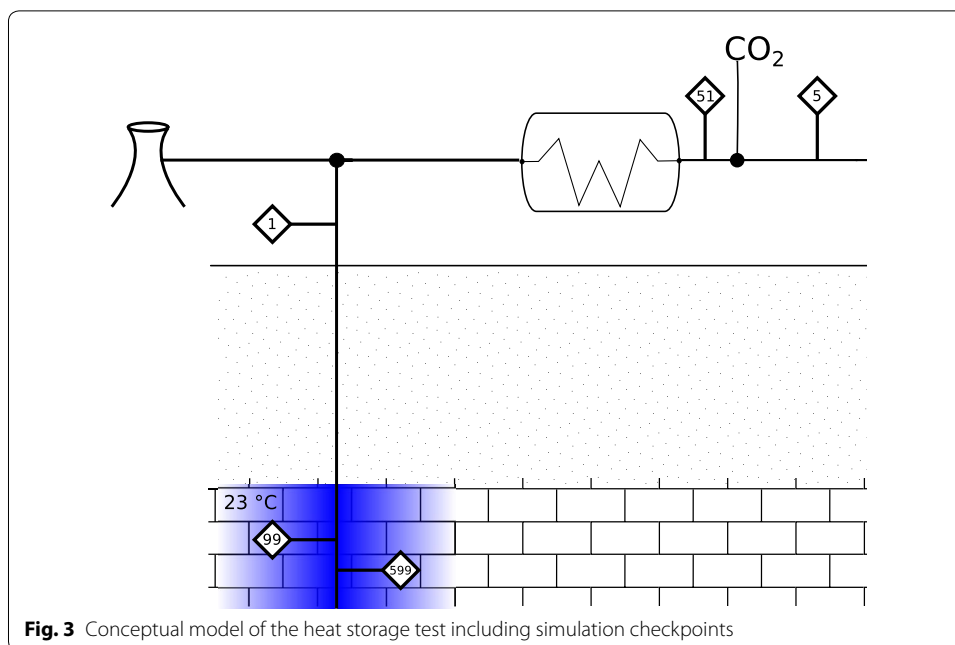 CO₂
51
5
1
23 °C
99
599
Fig. 3 Conceptual model of the heat storage test including simulation checkpoints